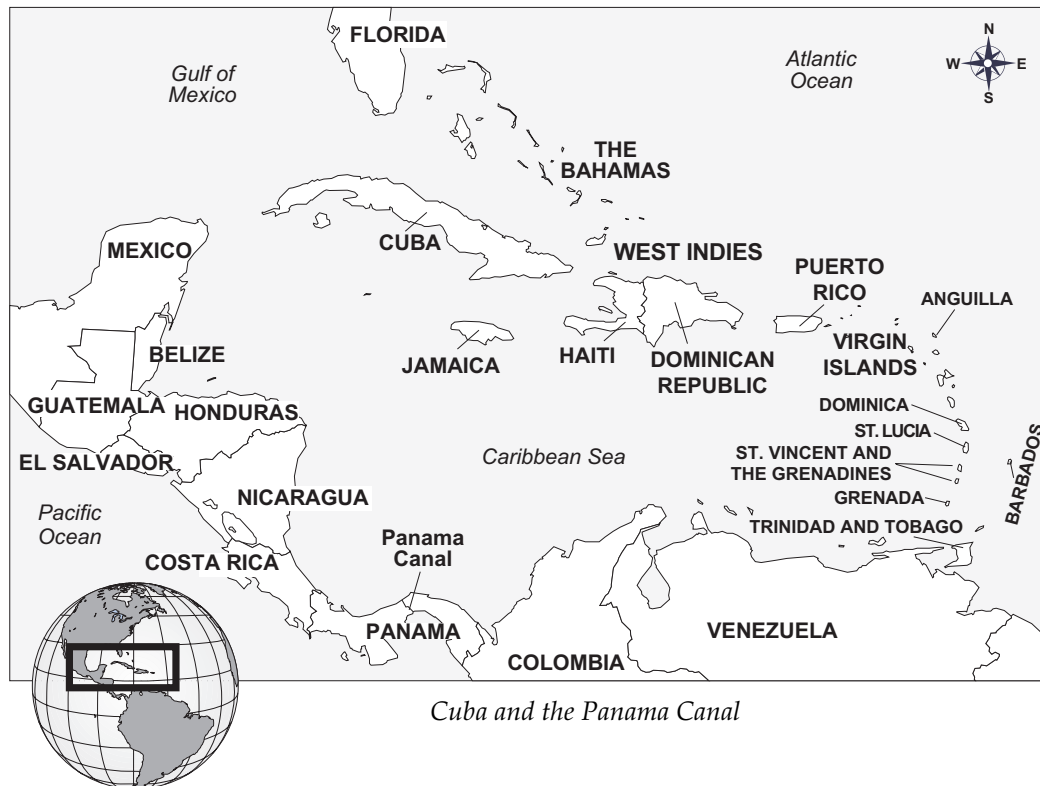 FLORIDA
Gulf of
Mexico
Atlantic
Ocean
N
W
E
S
THE
BAHAMAS
CUBA
WEST INDIES
MEXICO
PUERTO
RICO
ANGUILLA
BELIZE
JAMAICA
HAITI
DOMINICAN
REPUBLIC
VIRGIN
ISLANDS
GUATEMALA
HONDURAS
DOMINICA
ST. LUCIA
EL SALVADOR
Caribbean Sea
ST. VINCENT AND
THE GRENADINES
BARBADOS
NICARAGUA
GRENADA
Pacific
Ocean
TRINIDAD AND TOBAGO
COSTA RICA
Panama
Canal
PANAMA
VENEZUELA
COLOMBIA
Cuba and the Panama Canal